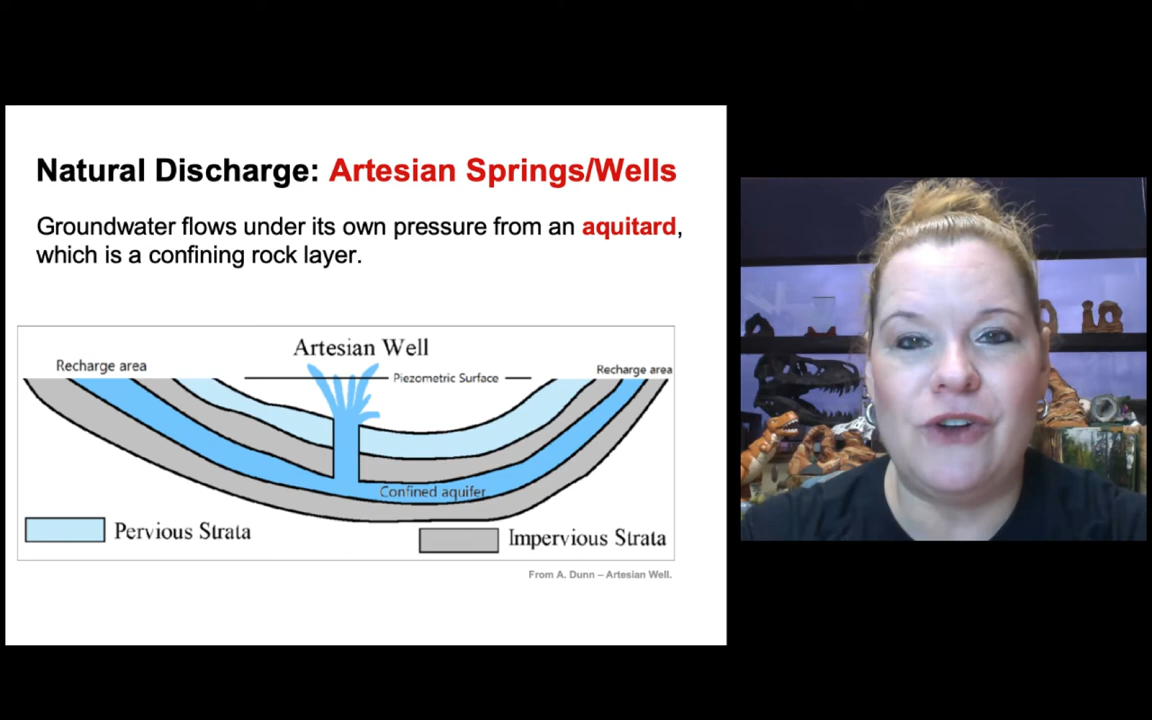 Natural Discharge: Artesian Springs/Wells
Groundwater flows under its own pressure from an aquitard,
which is a confining rock layer.
Artesian Well
Recharge area
Piezometric Surface
Recharge area
Confined aquifer
Pervious Strata
Impervious Strata
From A. Dunn – Artesian Well.